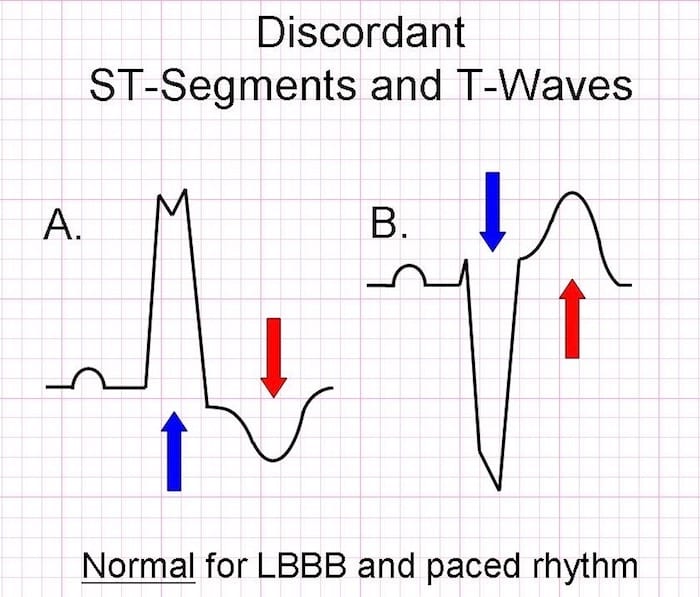 Discordant
ST-Segments and T-Waves
A.
B.
Normal for LBBB and paced rhythm